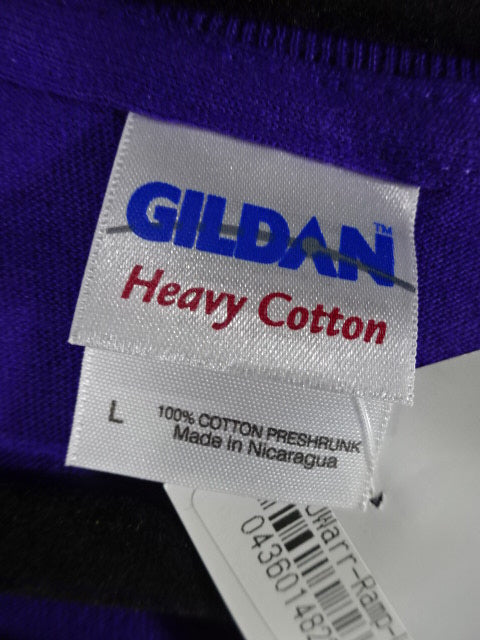 GILDAN™
Heavy Cotton
L
100% COTTON PRESHRUNK
Made in Nicaragua